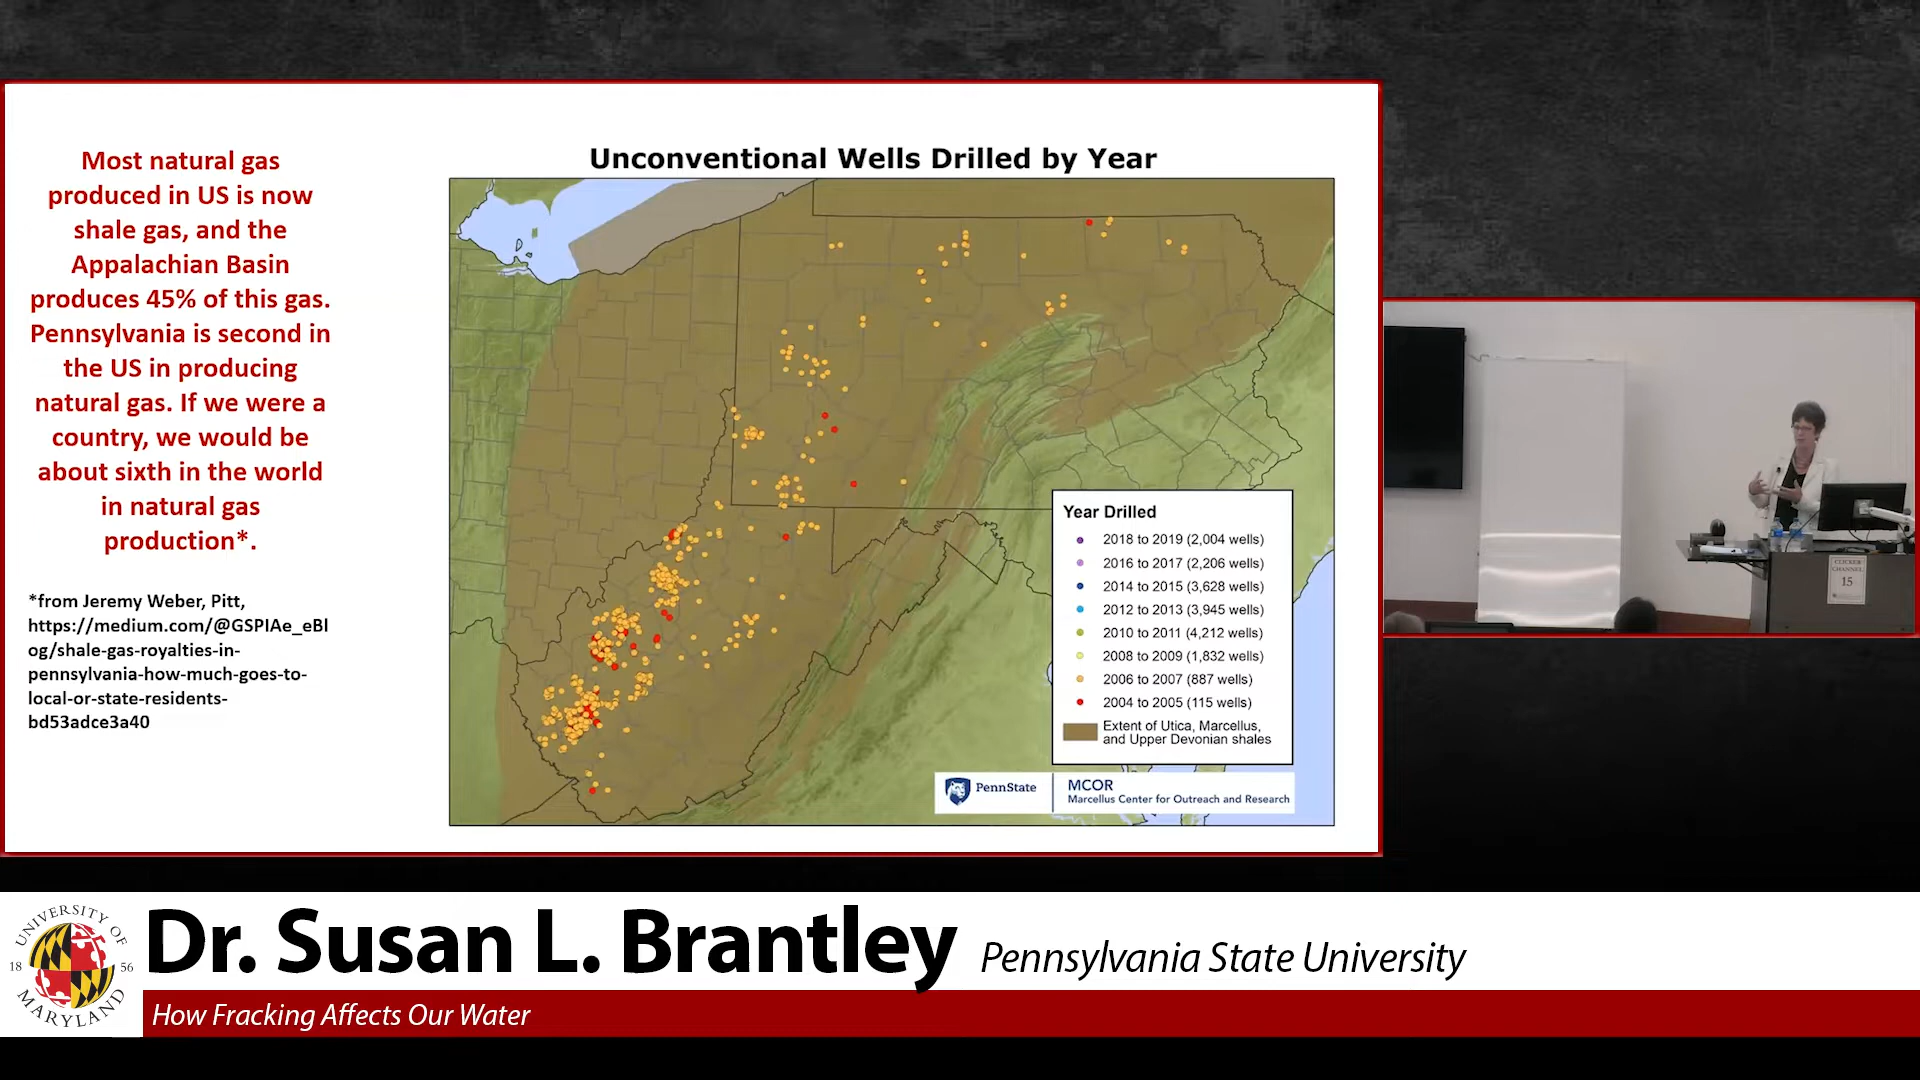 Most natural gas
produced in US is now
shale gas, and the
Appalachian Basin
produces 45% of this gas.
Pennsylvania is second in
the US in producing
natural gas. If we were a
country, we would be
about sixth in the world
in natural gas
production*.
*from Jeremy Weber, Pitt,
https://medium.com/@GSPIAe_eBl
og/shale-gas-royalties-in-
pennsylvania-how-much-goes-to-
local-or-state-residents-
bd53adce3a40
Unconventional Wells Drilled by Year
Year Drilled
2018 to 2019 (2,004 wells)
2016 to 2017 (2,206 wells)
2014 to 2015 (3,628 wells)
2012 to 2013 (3,945 wells)
2010 to 2011 (4,212 wells)
2008 to 2009 (1,832 wells)
2006 to 2007 (887 wells)
2004 to 2005 (115 wells)
Extent of Utica, Marcellus,
and Upper Devonian shales
PennState
MCOR
Marcellus Center for Outreach and Research
CLICKER
CHANNEL
15
UNIVERSITY OF
18 56
MARYLAND
Dr. Susan L. Brantley Pennsylvania State University
How Fracking Affects Our Water